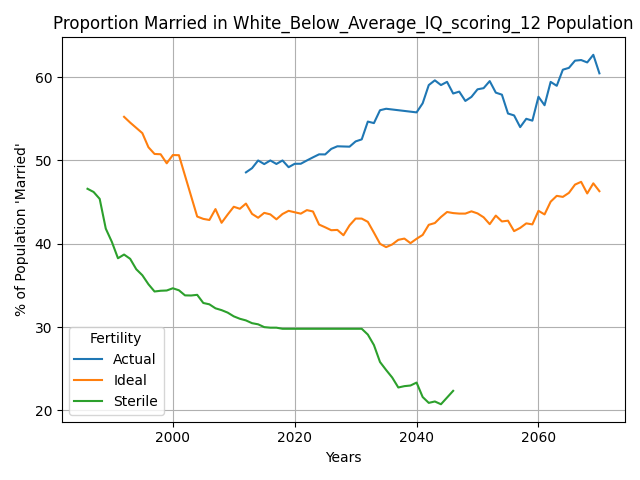 Proportion Married in White_Below_Average_IQ_scoring_12 Population
% of Population 'Married'
60
50
40
30
20
Fertility
Actual
Ideal
Sterile
2000
2020
2040
2060
Years